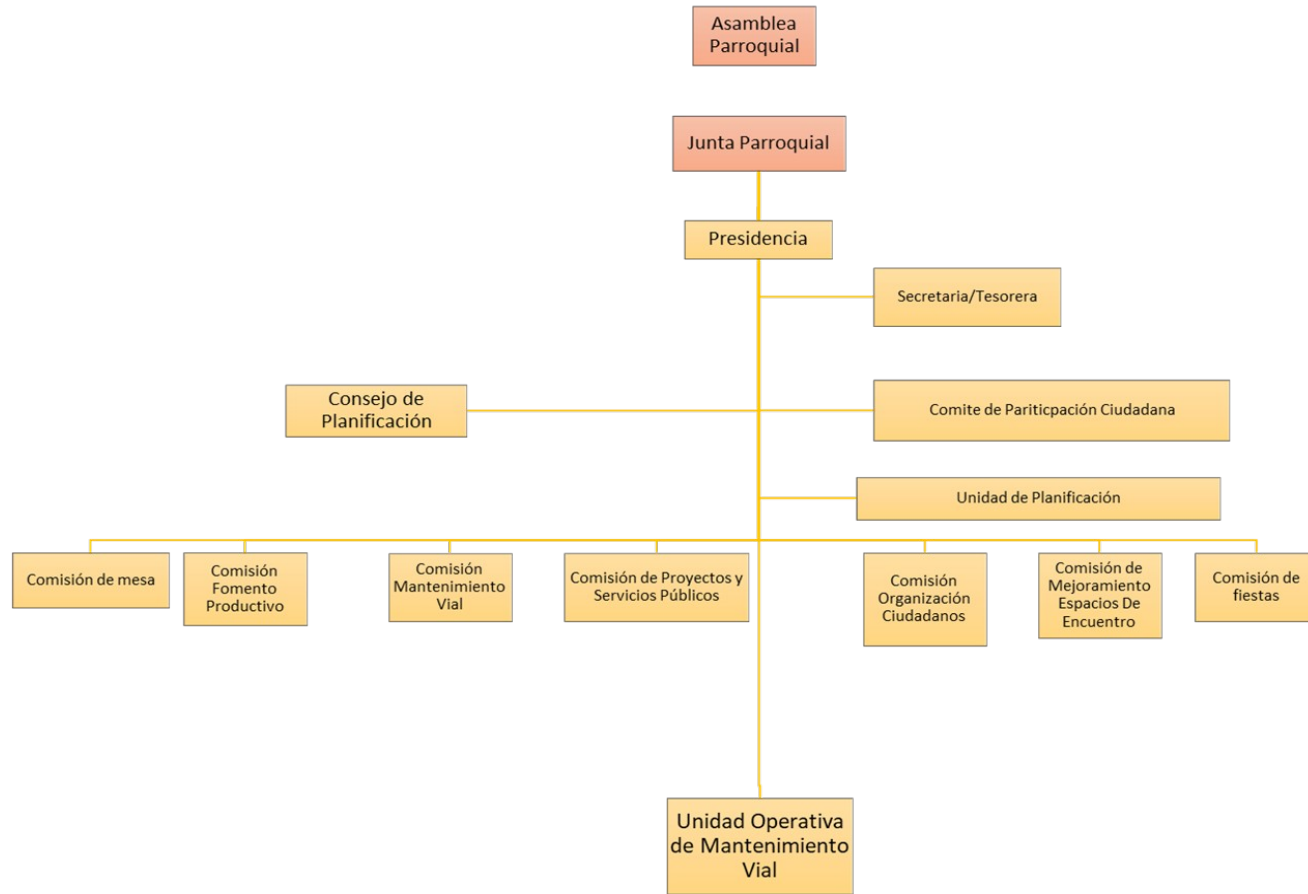 Asamblea
Parroquial
Junta Parroquial
Presidencia
Secretaria/Tesorera
Consejo de
Planificación
Comite de Pariticpación Ciudadana
Unidad de Planificación
Comisión de mesa
Comisión
Fomento
Productivo
Comisión
Mantenimiento
Vial
Comisión de Proyectos y
Servicios Públicos
Comisión
Organización
Ciudadanos
Comisión de
Mejoramiento
Espacios De
Encuentro
Comisión de
fiestas
Unidad Operativa
de Mantenimiento
Vial